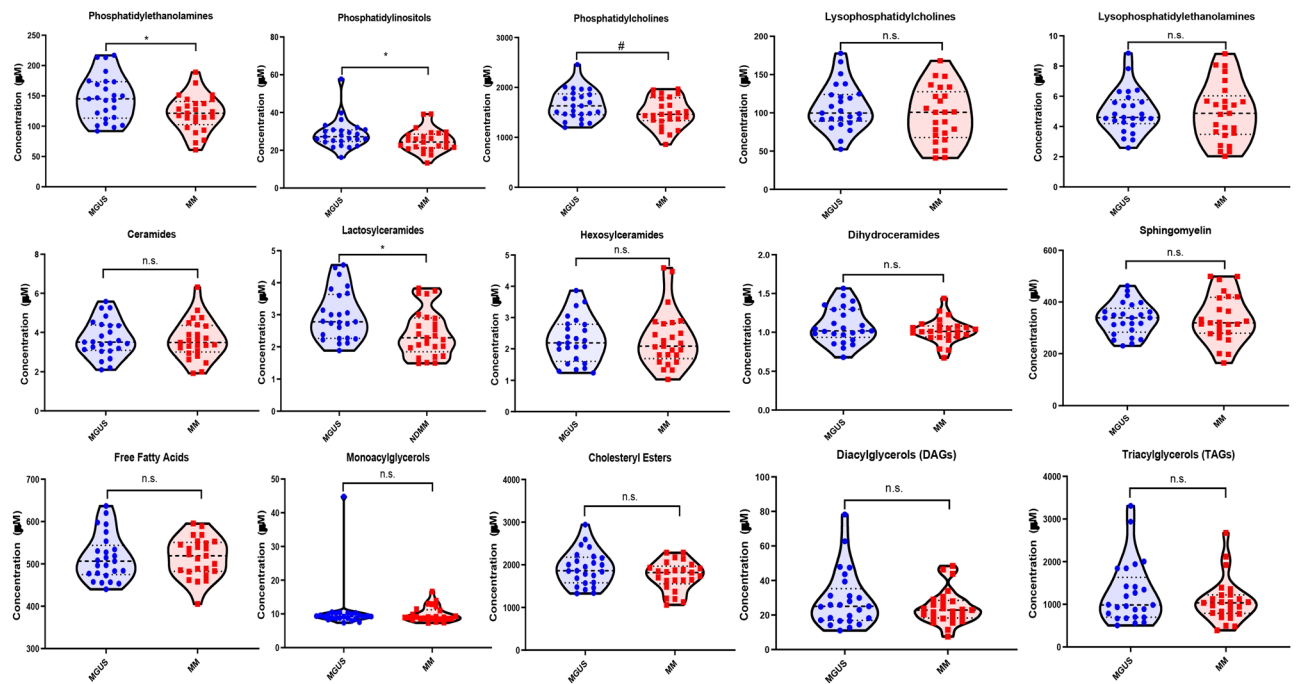 Phosphatidylethanolamines
Concentration (μM)
250
200
150
100
50
0
*
MGUS
MM
Phosphatidylinositols
Concentration (μM)
80
60
40
20
0
*
MGUS
MM
Phosphatidylcholines
Concentration (μM)
3000
2000
1000
0
#
MGUS
MM
Lysophosphatidylcholines
Concentration (μM)
200
150
100
50
0
n.s.
MGUS
MM
Lysophosphatidylethanolamines
Concentration (μM)
10
8
6
4
2
0
n.s.
MGUS
MM
Ceramides
Concentration (μM)
8
6
4
2
0
n.s.
MGUS
MM
Lactosylceramides
Concentration (μM)
5
4
3
2
1
0
*
MGUS
NDMM
Hexosylceramides
Concentration (μM)
5
4
3
2
1
0
n.s.
MGUS
MM
Dihydroceramides
Concentration (μM)
2.0
1.5
1.0
0.5
0.0
n.s.
MGUS
MM
Sphingomyelin
Concentration (μM)
600
400
200
0
n.s.
MGUS
MM
Free Fatty Acids
Concentration (μM)
700
600
500
400
300
n.s.
MGUS
MM
Monoacylglycerols
Concentration (μM)
50
40
30
20
10
0
n.s.
MGUS
MM
Cholesteryl Esters
Concentration (μM)
4000
3000
2000
1000
0
n.s.
MGUS
MM
Diacylglycerols (DAGs)
Concentration (μM)
100
80
60
40
20
0
n.s.
MGUS
MM
Triacylglycerols (TAGs)
Concentration (μM)
4000
3000
2000
1000
0
n.s.
MGUS
MM